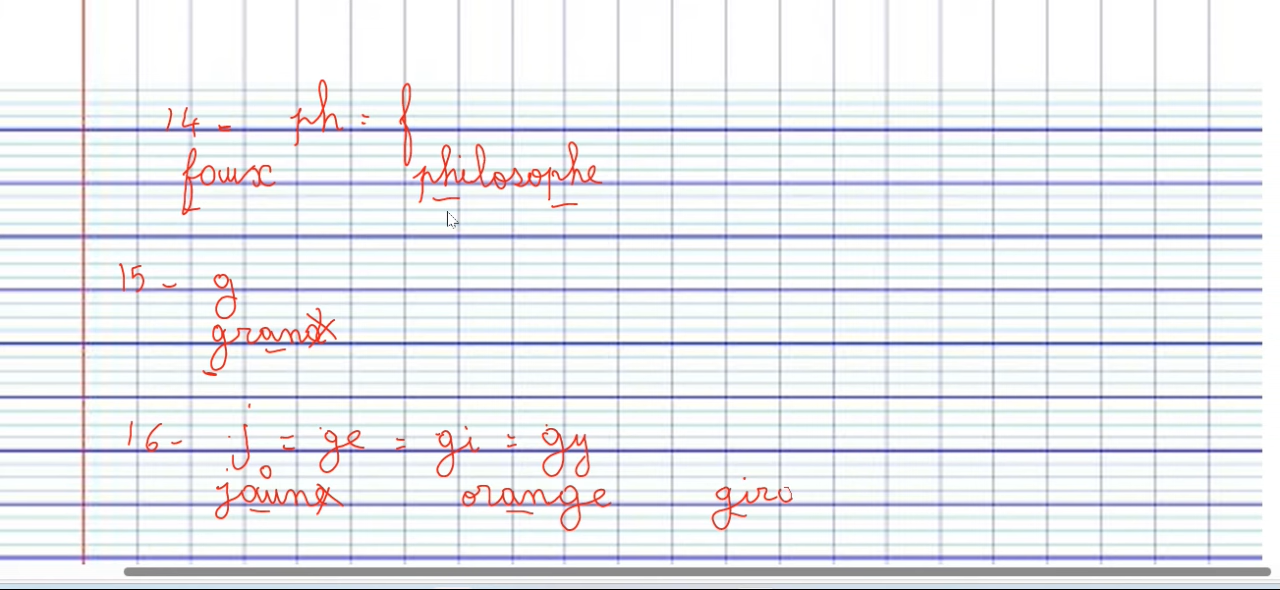 14 - ph = f
faux philosophe
15 - g
grand
16 - j = ge = gi = gy
o
jaune orange giro